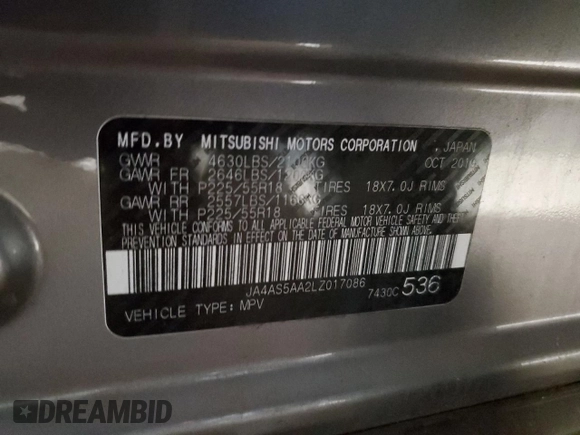 MFD.BY MITSUBISHI MOTORS CORPORATION , JAPAN
GVWR 4630LBS/2100KG OCT 2019
GAWR FR 2646LBS/1200KG
WITH P225/55R18 TIRES 18X7.0J RIMS
GAWR RR 2557LBS/1160KG
WITH P225/55R18 TIRES 18X7.0J RIMS
THIS VEHICLE CONFORMS TO ALL APPLICABLE FEDERAL MOTOR VEHICLE SAFETY AND THEFT
PREVENTION STANDARDS IN EFFECT ON THE DATE OF MANUFACTURE SHOWN ABOVE.
JA4AS5AA2LZ017086
VEHICLE TYPE: MPV 7430C 536
DREAMBID